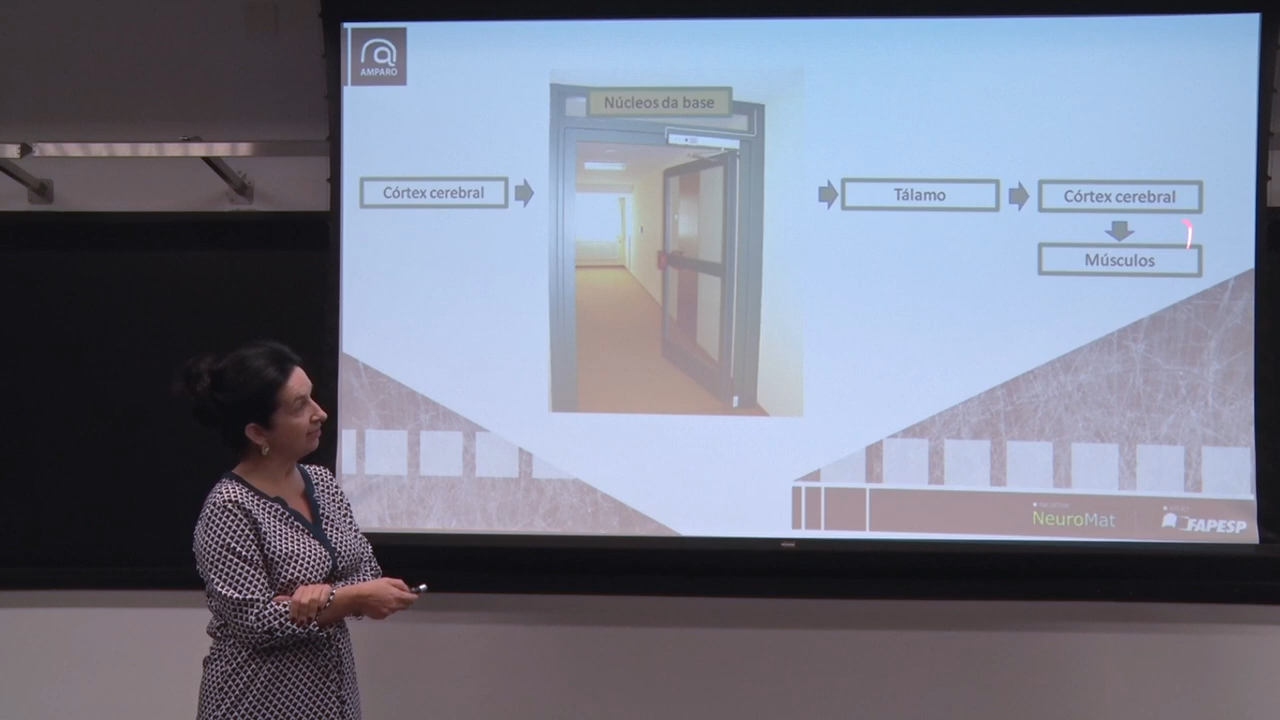 AMPARO
Núcleos da base
Córtex cerebral
Tálamo
Córtex cerebral
Músculos
NeuroMat
FAPESP